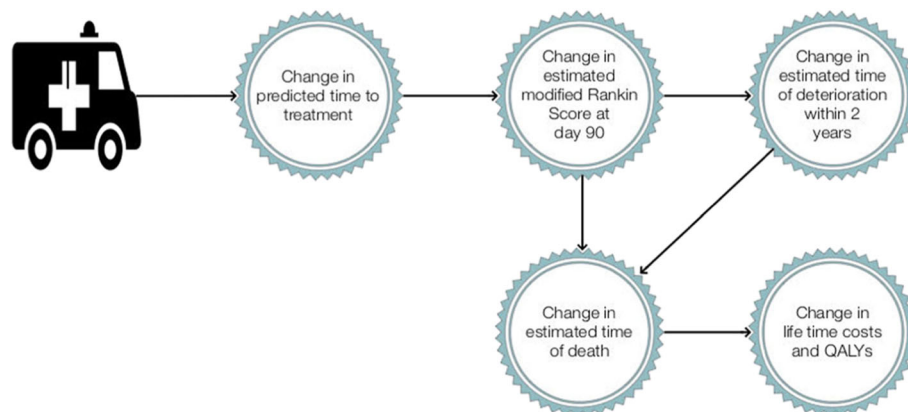 Change in
predicted time to
treatment
Change in
estimated
modified Rankin
Score at
day 90
Change in
estimated time
of deterioration
within 2
years
Change in
estimated time
of death
Change in
life time costs
and QALYs